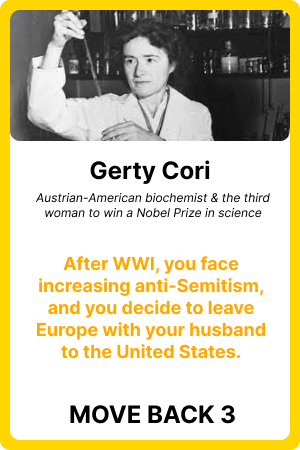 Gerty Cori
Austrian-American biochemist & the third
woman to win a Nobel Prize in science
After WWI, you face
increasing anti-Semitism,
and you decide to leave
Europe with your husband
to the United States.
MOVE BACK 3